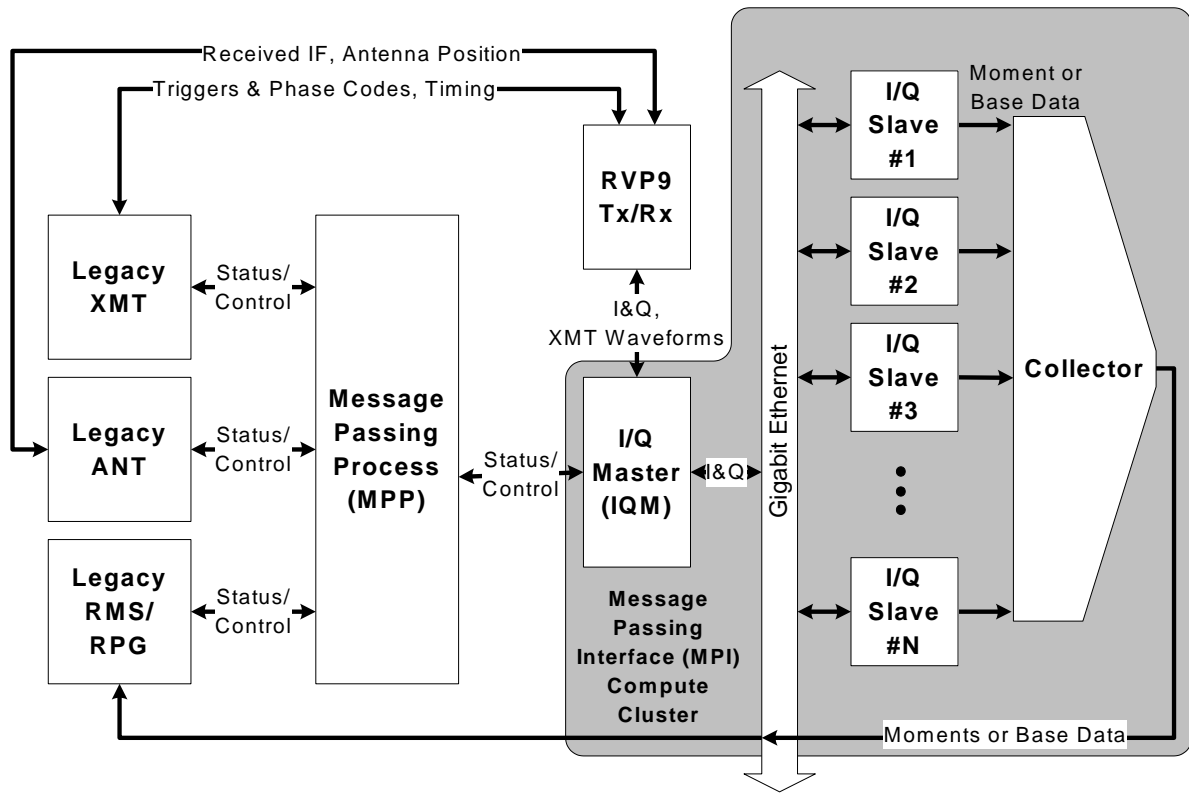 Received IF, Antenna Position
Triggers & Phase Codes, Timing
RVP9
Tx/Rx
Legacy
XMT
Status/
Control
Legacy
ANT
Status/
Control
Legacy
RMS/
RPG
Status/
Control
Message
Passing
Process
(MPP)
Status/
Control
I&Q,
XMT Waveforms
I/Q
Master
(IQM)
I&Q
Message
Passing
Interface (MPI)
Compute
Cluster
Gigabit Ethernet
I/Q
Slave
#1
I/Q
Slave
#2
I/Q
Slave
#3
I/Q
Slave
#N
Moment or
Base Data
Collector
Moments or Base Data